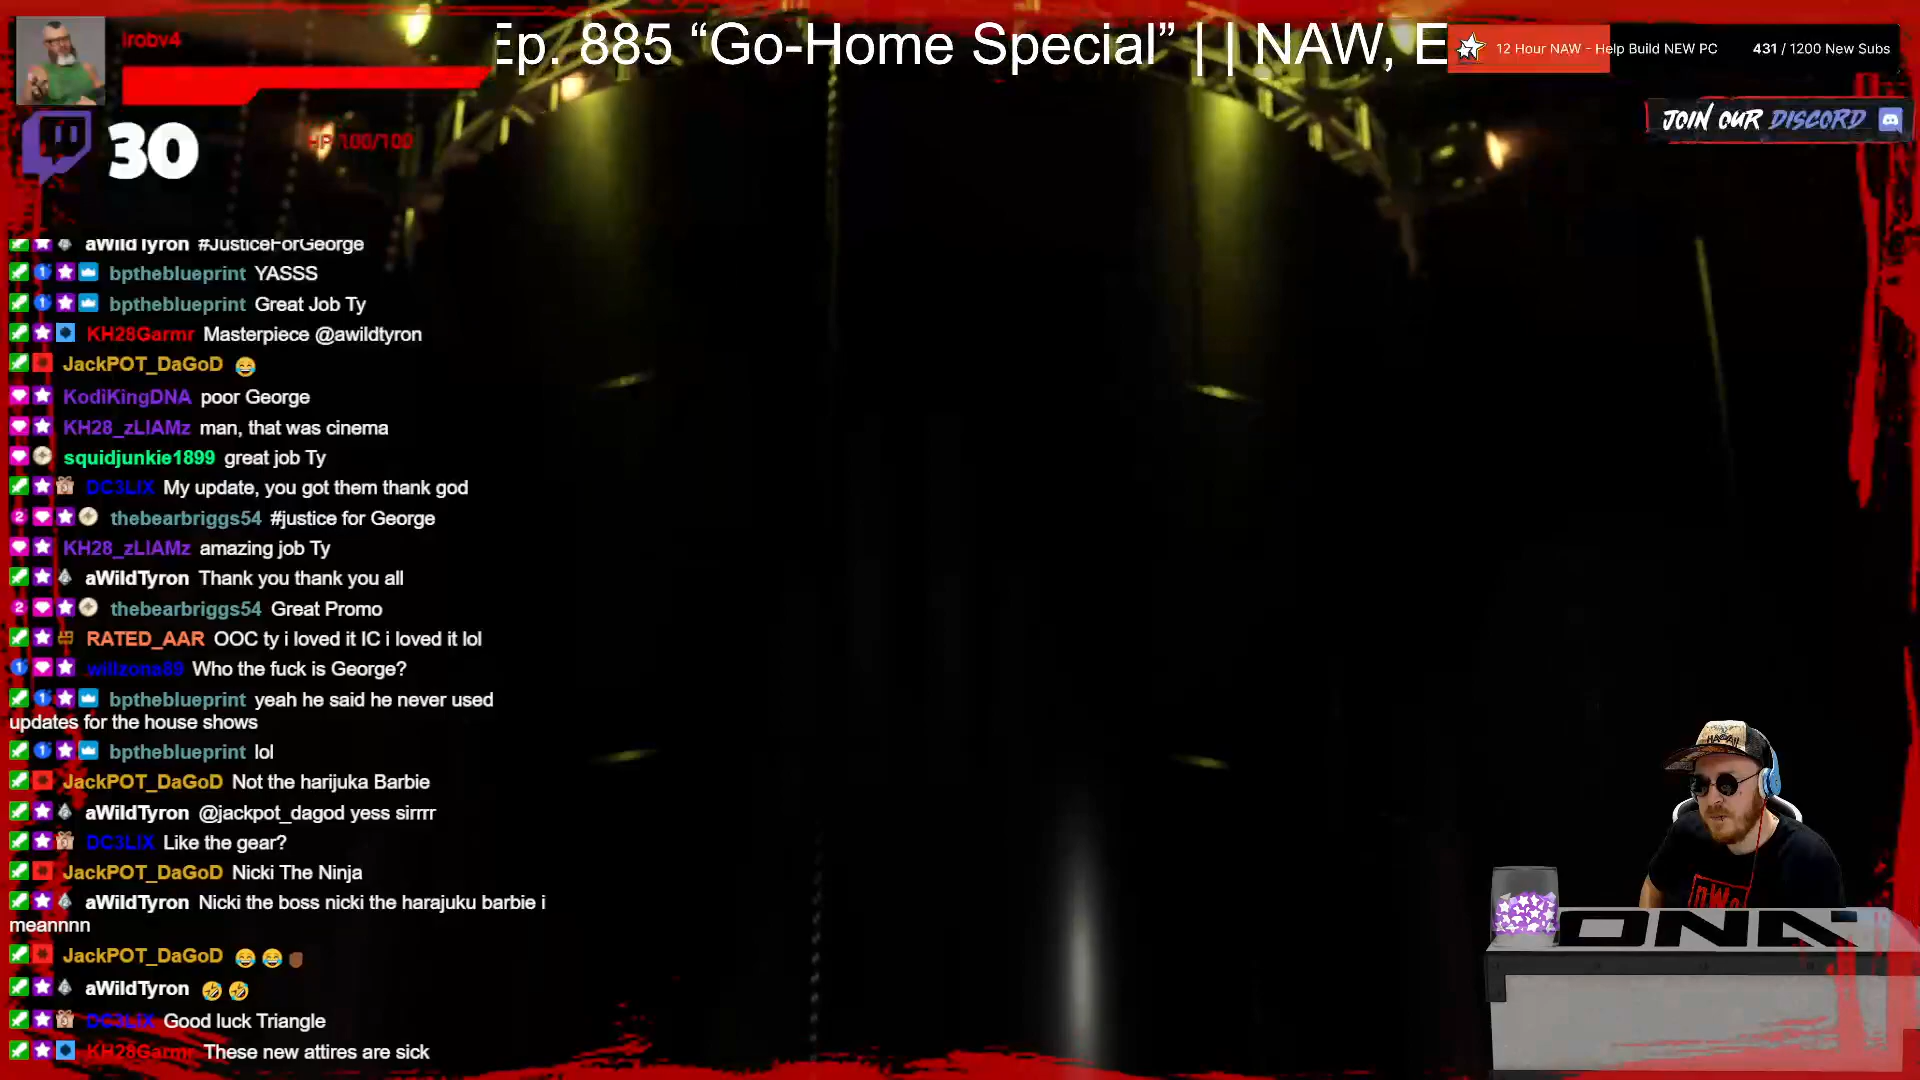 Ep. 885 “Go-Home Special” | | NAW, E
12 Hour NAW - Help Build NEW PC 431 / 1200 New Subs
JOIN OUR DISCORD
lrobv4
30
HP 100/100
aWildTyron #JusticeForGeorge
bptheblueprint YASSS
bptheblueprint Great Job Ty
KH28Garmr Masterpiece @awildtyron
JackPOT_DaGoD 😂
KodiKingDNA poor George
KH28_zLIAMz man, that was cinema
squidjunkie1899 great job Ty
DC3LIX My update, you got them thank god
thebearbriggs54 #justice for George
KH28_zLIAMz amazing job Ty
aWildTyron Thank you thank you all
thebearbriggs54 Great Promo
RATED_AAR OOC ty i loved it IC i loved it lol
willzona89 Who the fuck is George?
bptheblueprint yeah he said he never used
updates for the house shows
bptheblueprint lol
JackPOT_DaGoD Not the harijuka Barbie
aWildTyron @jackpot_dagod yess sirrrr
DC3LIX Like the gear?
JackPOT_DaGoD Nicki The Ninja
aWildTyron Nicki the boss nicki the harajuku barbie i
meannnn
JackPOT_DaGoD 😂 😂
aWildTyron 🤣 🤣
DC3LIX Good luck Triangle
KH28Garmr These new attires are sick
HAWAII
nWo
DNA